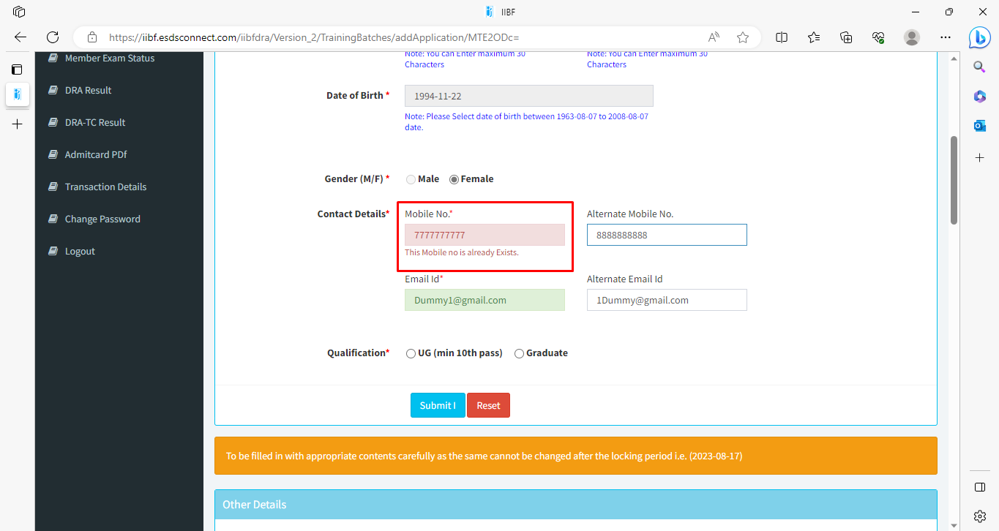 IIBF
https://iibf.esdsconnect.com/iibfdra/Version_2/TrainingBatches/addApplication/MTE2ODc=
Member Exam Status
DRA Result
DRA-TC Result
Admitcard PDf
Transaction Details
Change Password
Logout
Note: You can Enter maximum 30
Characters
Note: You can Enter maximum 30
Characters
Date of Birth *
1994-11-22
Note: Please Select date of birth between 1963-08-07 to 2008-08-07
date.
Gender (M/F) * Male Female
Contact Details* Mobile No.* Alternate Mobile No.
7777777777 8888888888
This Mobile no is already Exists.
Email Id* Alternate Email Id
Dummy1@gmail.com 1Dummy@gmail.com
Qualification* UG (min 10th pass) Graduate
Submit I Reset
To be filled in with appropriate contents carefully as the same cannot be changed after the locking period i.e. (2023-08-17)
Other Details